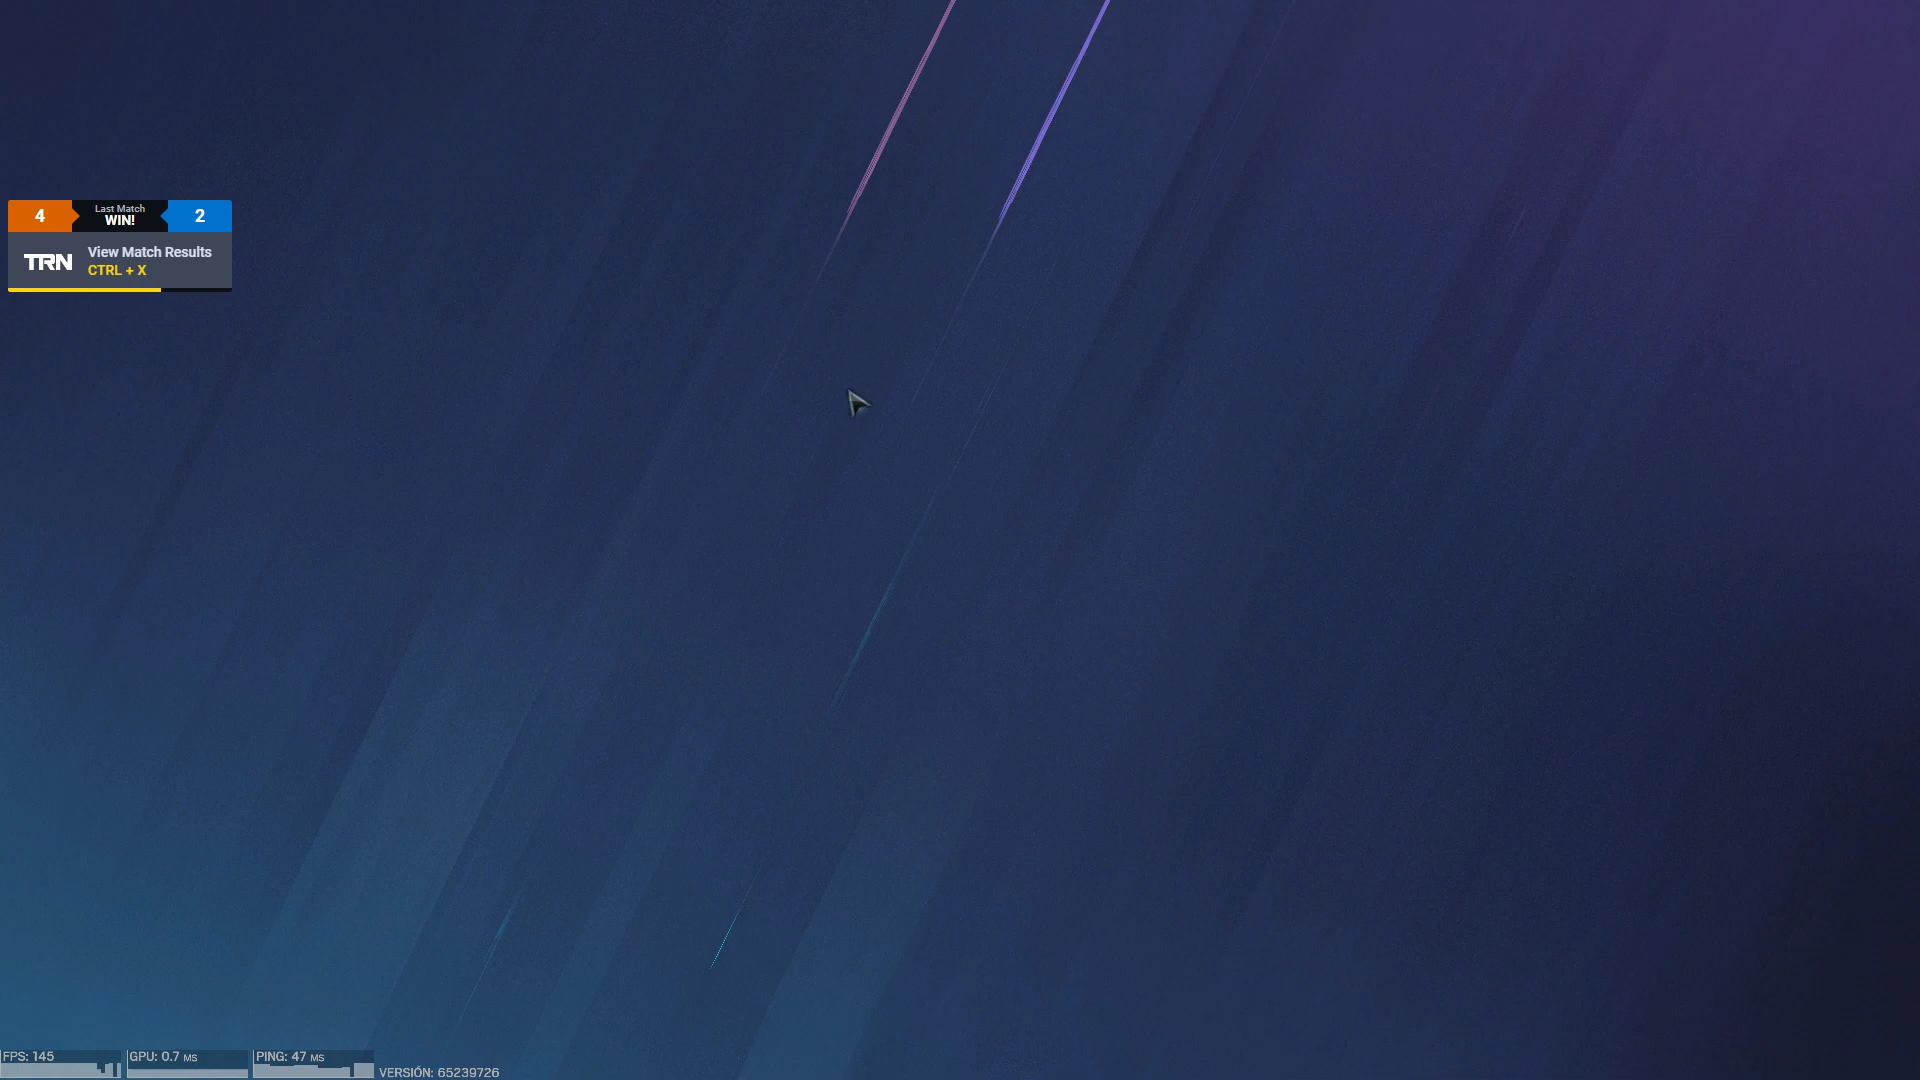 4
Last Match
WIN!
2
TRN
View Match Results
CTRL + X
FPS: 145
GPU: 0.7 MS
PING: 47 MS
VERSIÓN: 65239726